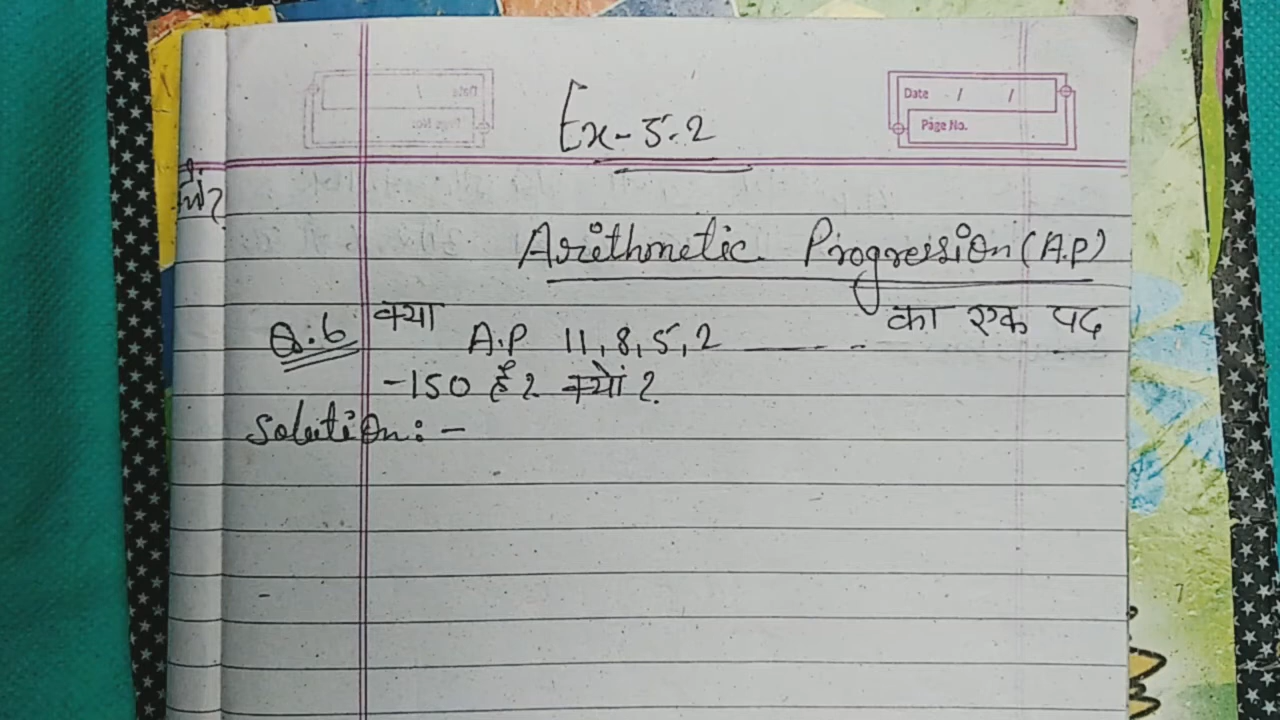 Date / /
Page No.
Ex-5.2
Arithmetic Progression (A.P)
Q.6 क्या A.P 11, 8, 5, 2 ---- का एक पद
-150 है? क्यों?
Solution:-